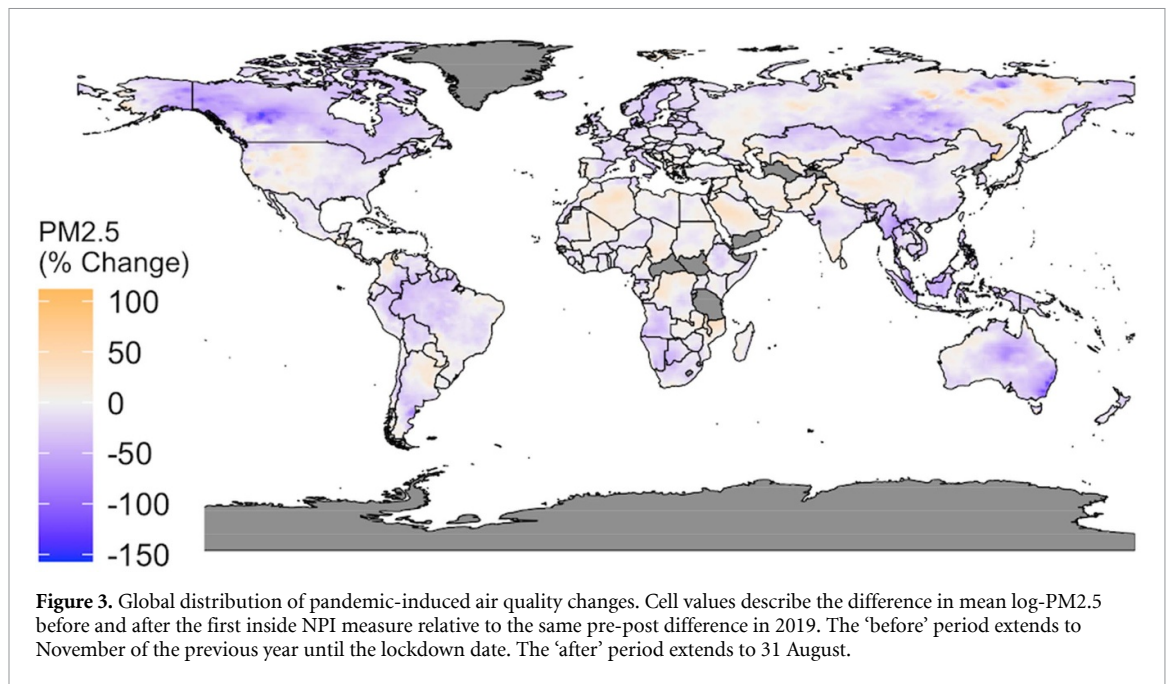 PM2.5
(% Change)
100
50
0
-50
-100
-150
Figure 3. Global distribution of pandemic-induced air quality changes. Cell values describe the difference in mean log-PM2.5
before and after the first inside NPI measure relative to the same pre-post difference in 2019. The ‘before’ period extends to
November of the previous year until the lockdown date. The ‘after’ period extends to 31 August.